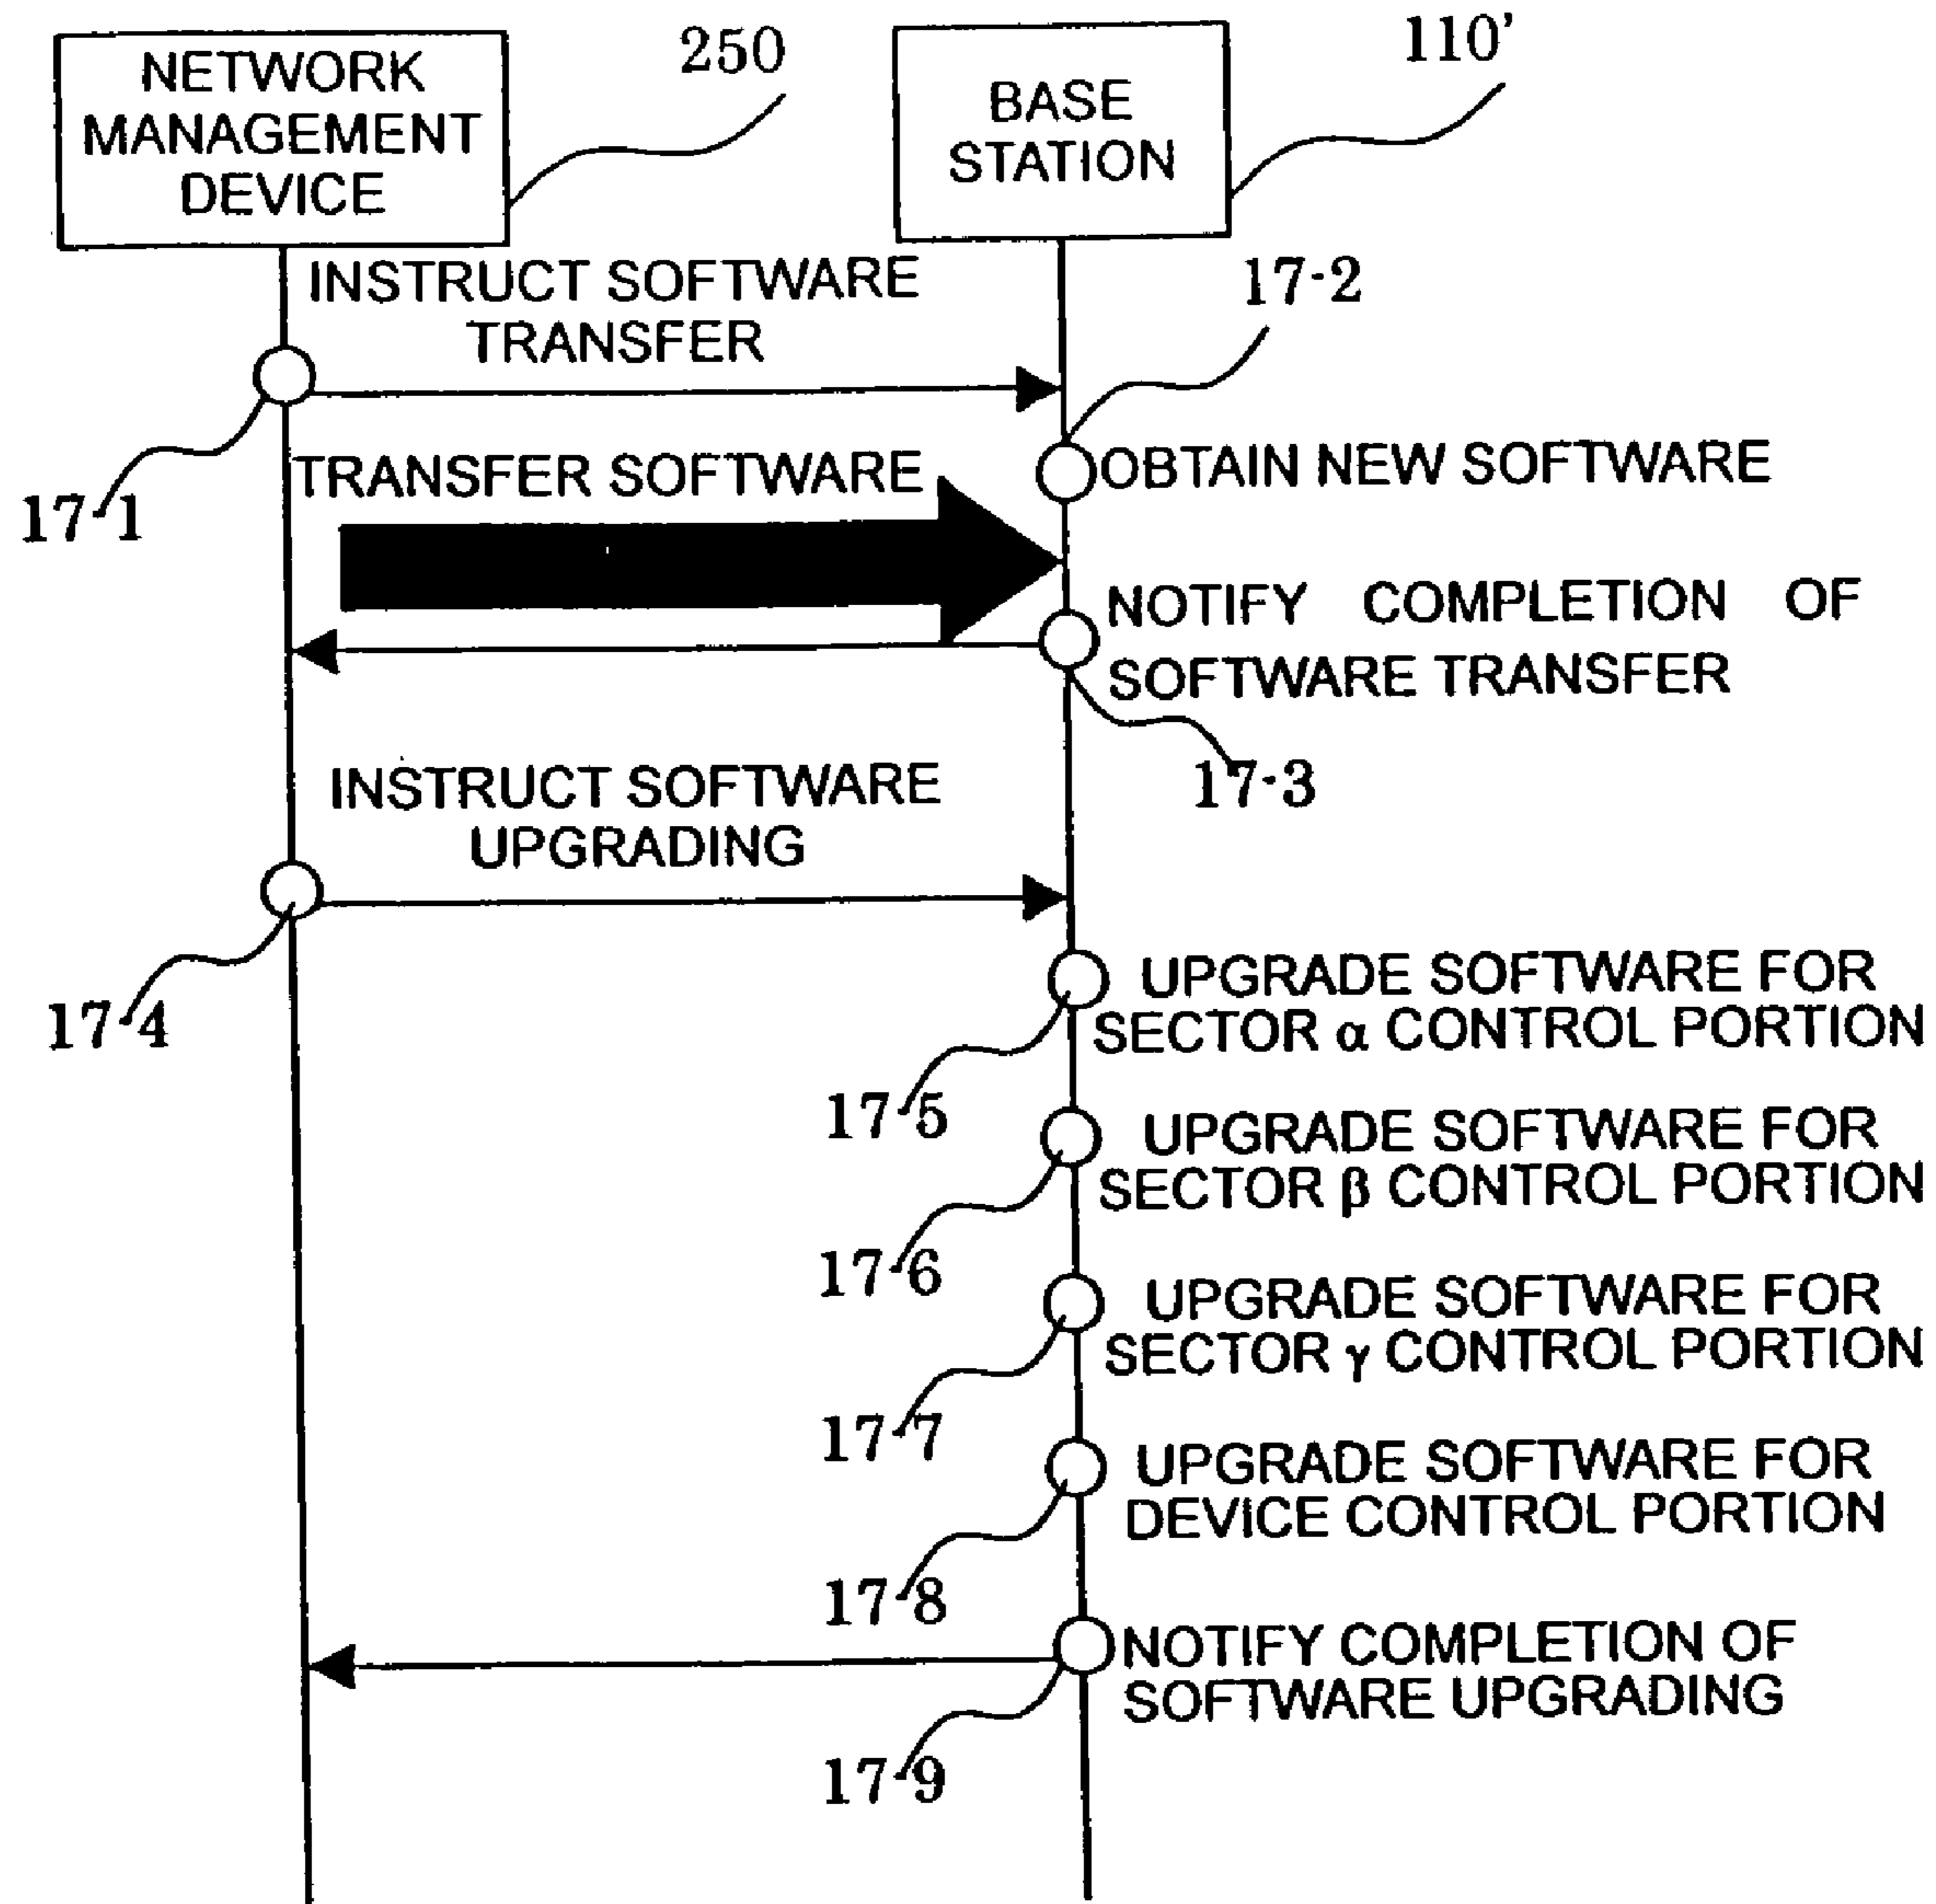 NETWORK
MANAGEMENT
DEVICE
250
BASE
STATION
110'
INSTRUCT SOFTWARE
TRANSFER
17-1
17-2
TRANSFER SOFTWARE
OBTAIN NEW SOFTWARE
NOTIFY COMPLETION OF
SOFTWARE TRANSFER
17-3
INSTRUCT SOFTWARE
UPGRADING
17-4
UPGRADE SOFTWARE FOR
SECTOR α CONTROL PORTION
17-5
UPGRADE SOFTWARE FOR
SECTOR β CONTROL PORTION
17-6
UPGRADE SOFTWARE FOR
SECTOR γ CONTROL PORTION
17-7
UPGRADE SOFTWARE FOR
DEVICE CONTROL PORTION
17-8
NOTIFY COMPLETION OF
SOFTWARE UPGRADING
17-9